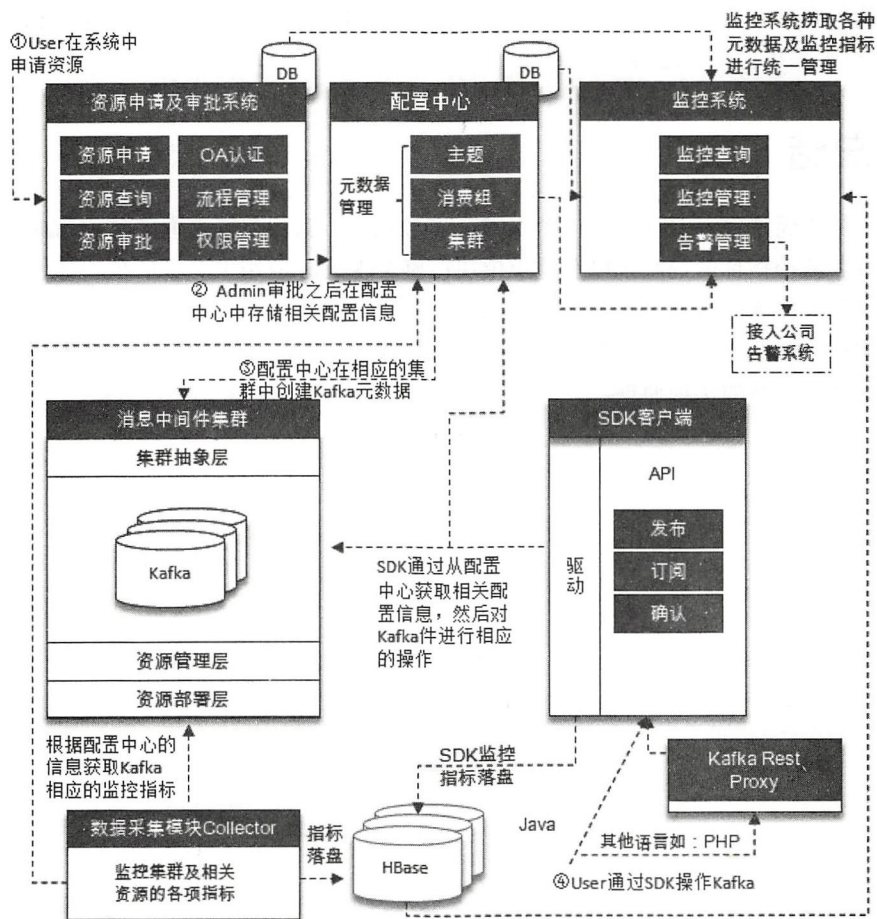 ①User在系统中
申请资源
监控系统捞取各种
元数据及监控指标
进行统一管理
DB
DB
资源申请及审批系统
资源申请
OA认证
资源查询
流程管理
资源审批
权限管理
配置中心
元数据
管理
主题
消费组
集群
监控系统
监控查询
监控管理
告警管理
② Admin审批之后在配置
中心中存储相关配置信息
接入公司
告警系统
③配置中心在相应的集
群中创建Kafka元数据
消息中间件集群
集群抽象层
Kafka
资源管理层
资源部署层
SDK客户端
驱动
API
发布
订阅
确认
SDK通过从配置
中心获取相关配
置信息，然后对
Kafka件进行相应
的操作
根据配置中心的
信息获取Kafka
相应的监控指标
SDK监控
指标落盘
Kafka Rest
Proxy
数据采集模块Collector
监控集群及相关
资源的各项指标
指标
落盘
HBase
Java
其他语言如：PHP
④User通过SDK操作Kafka